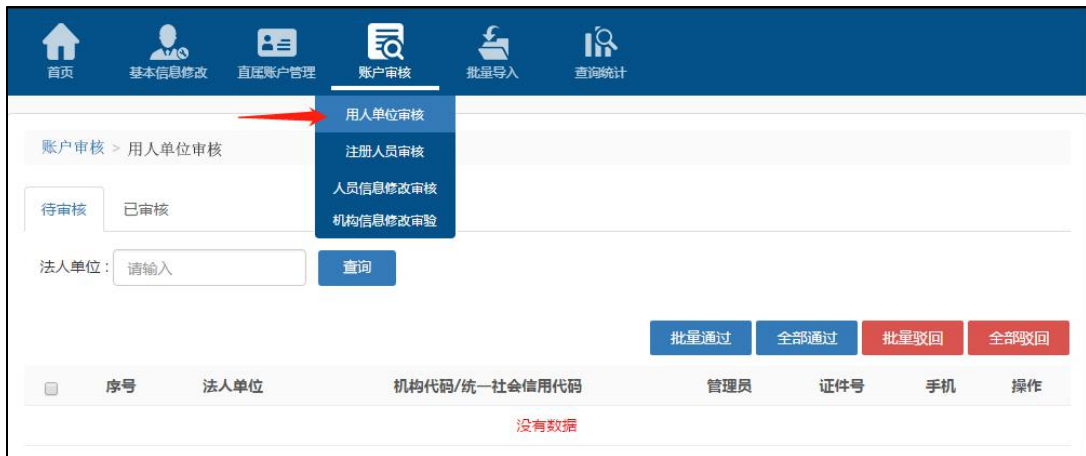 首页 基本信息修改 直属账户管理 账户审核 批量导入 查询统计
用人单位审核
注册人员审核
人员信息修改审核
机构信息修改审验
账户审核 > 用人单位审核
待审核 已审核
法人单位： 请输入 查询
批量通过 全部通过 批量驳回 全部驳回
序号 法人单位 机构代码/统一社会信用代码 管理员 证件号 手机 操作
没有数据